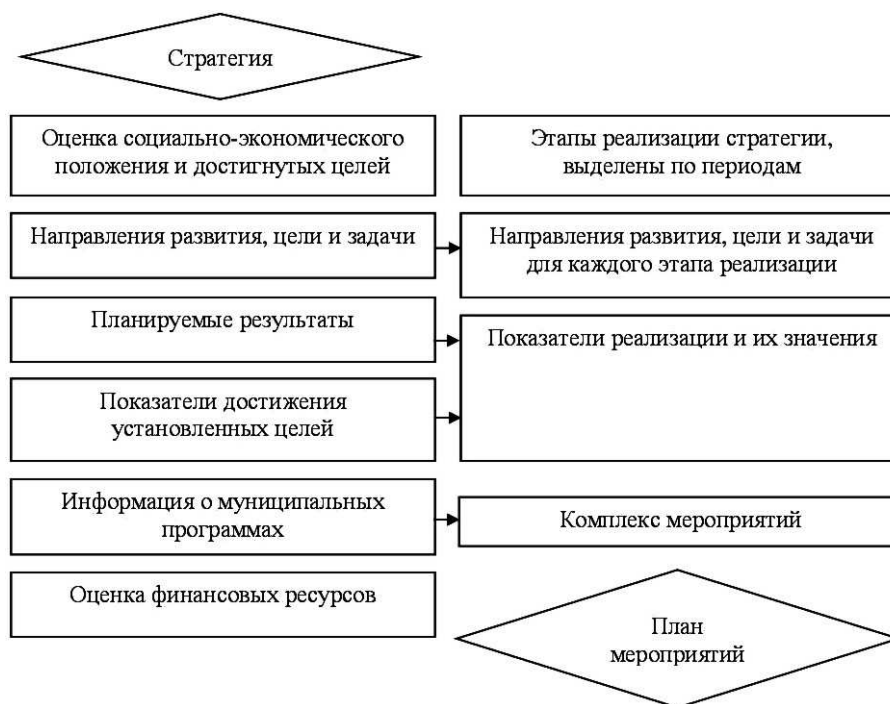 Стратегия
Оценка социально-экономического
положения и достигнутых целей
Этапы реализации стратегии,
выделены по периодам
Направления развития, цели и задачи
Направления развития, цели и задачи
для каждого этапа реализации
Планируемые результаты
Показатели реализации и их значения
Показатели достижения
установленных целей
Информация о муниципальных
программах
Комплекс мероприятий
Оценка финансовых ресурсов
План
мероприятий